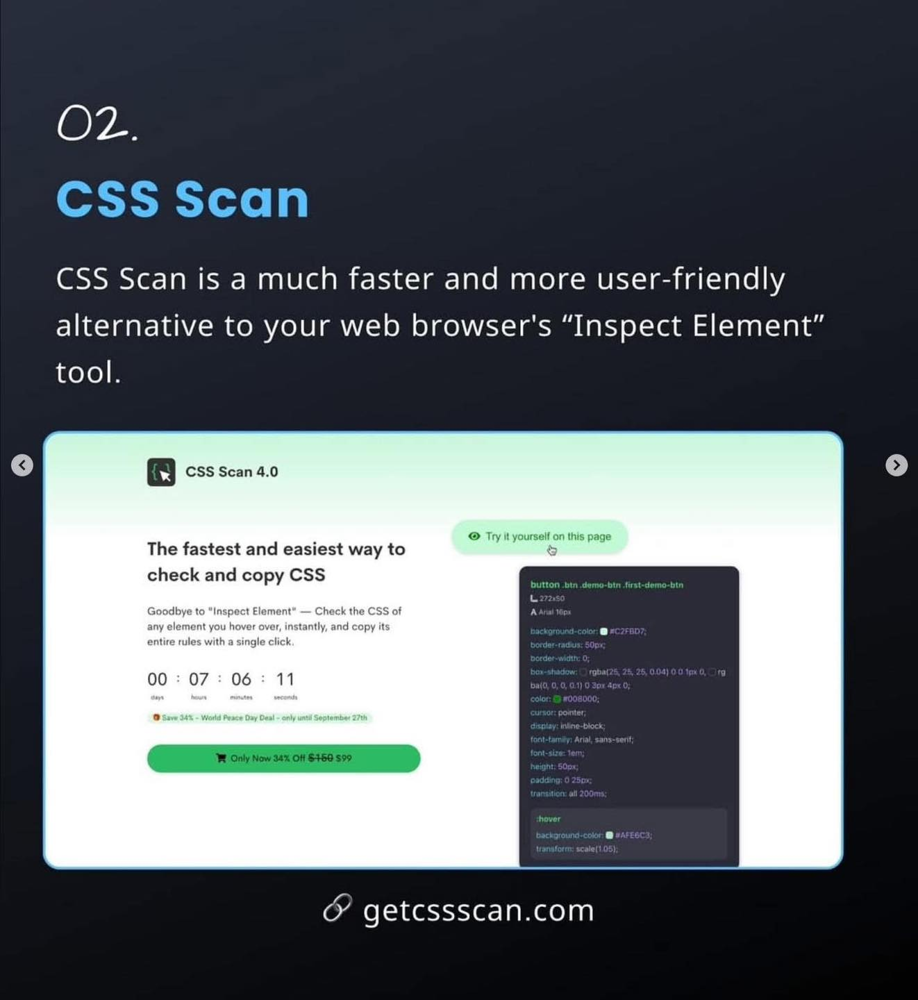 02.
CSS Scan
CSS Scan is a much faster and more user-friendly
alternative to your web browser's “Inspect Element”
tool.
CSS Scan 4.0
The fastest and easiest way to
check and copy CSS
Goodbye to "Inspect Element" — Check the CSS of
any element you hover over, instantly, and copy its
entire rules with a single click.
00 : 07 : 06 : 11
days hours minutes seconds
Save 34% - World Peace Day Deal - only until September 27th
Only Now 34% Off $150 $99
Try it yourself on this page
button .btn .demo-btn .first-demo-btn
272x50
A Arial 16px
background-color: #C2FBD7;
border-radius: 50px;
border-width: 0;
box-shadow: rgba(25, 25, 25, 0.04) 0 0 1px 0, rg
ba(0, 0, 0, 0.1) 0 3px 4px 0;
color: #008000;
cursor: pointer;
display: inline-block;
font-family: Arial, sans-serif;
font-size: 1em;
height: 50px;
padding: 0 25px;
transition: all 200ms;
:hover
background-color: #AFE6C3;
transform: scale(1.05);
getcssscan.com